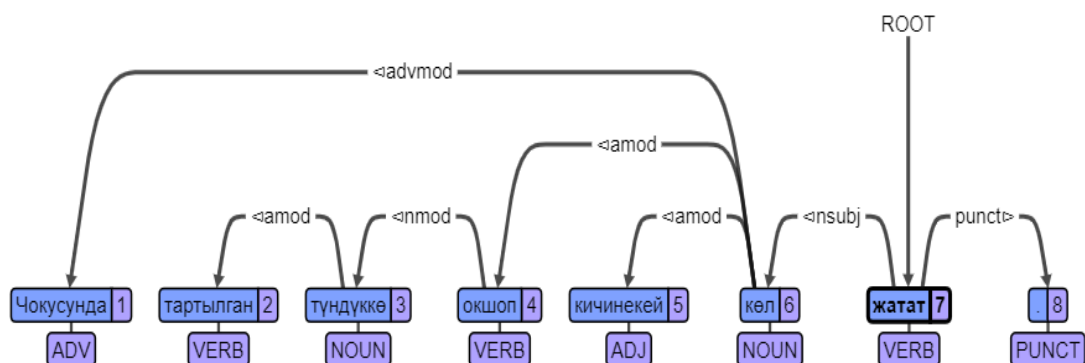 ROOT
⊲advmod
⊲amod
⊲amod ⊲nmod ⊲amod ⊲nsubj punct⊳
Чокусунда 1 тартылган 2 түндүккө 3 окшоп 4 кичинекей 5 көл 6 жатат 7 . 8
ADV VERB NOUN VERB ADJ NOUN VERB PUNCT